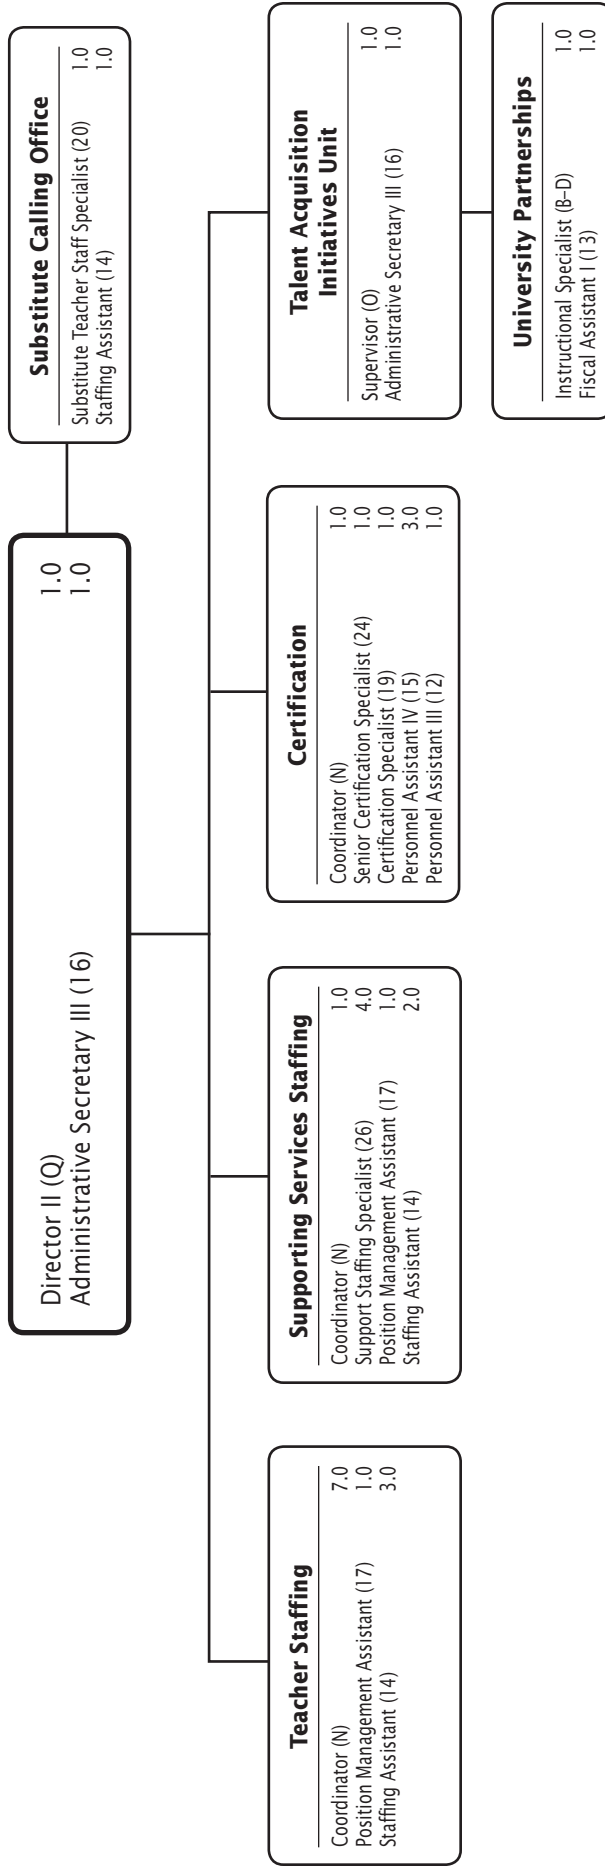 Director II (Q) 1.0
Administrative Secretary III (16) 1.0
Substitute Calling Office
Substitute Teacher Staff Specialist (20) 1.0
Staffing Assistant (14) 1.0
Teacher Staffing
Coordinator (N) 7.0
Position Management Assistant (17) 1.0
Staffing Assistant (14) 3.0
Supporting Services Staffing
Coordinator (N) 1.0
Support Staffing Specialist (26) 4.0
Position Management Assistant (17) 1.0
Staffing Assistant (14) 2.0
Certification
Coordinator (N) 1.0
Senior Certification Specialist (24) 1.0
Certification Specialist (19) 1.0
Personnel Assistant IV (15) 3.0
Personnel Assistant III (12) 1.0
Talent Acquisition
Initiatives Unit
Supervisor (O) 1.0
Administrative Secretary III (16) 1.0
University Partnerships
Instructional Specialist (B–D) 1.0
Fiscal Assistant I (13) 1.0